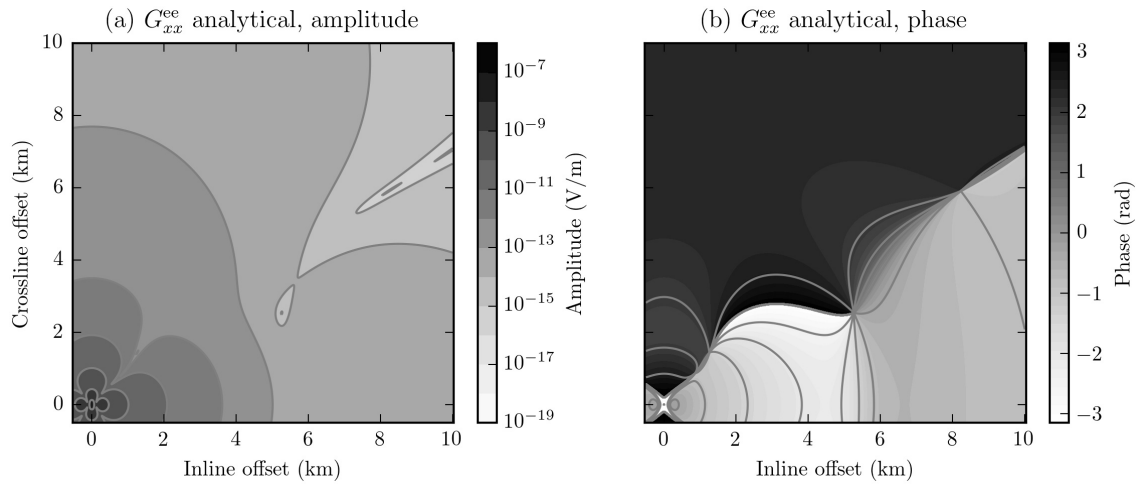 (a) G_xx^ee analytical, amplitude
10
8
6
4
2
0
Crossline offset (km)
0 2 4 6 8 10
Inline offset (km)
10^−7
10^−9
10^−11
10^−13
10^−15
10^−17
10^−19
Amplitude (V/m)
(b) G_xx^ee analytical, phase
0 2 4 6 8 10
Inline offset (km)
3
2
1
0
−1
−2
−3
Phase (rad)